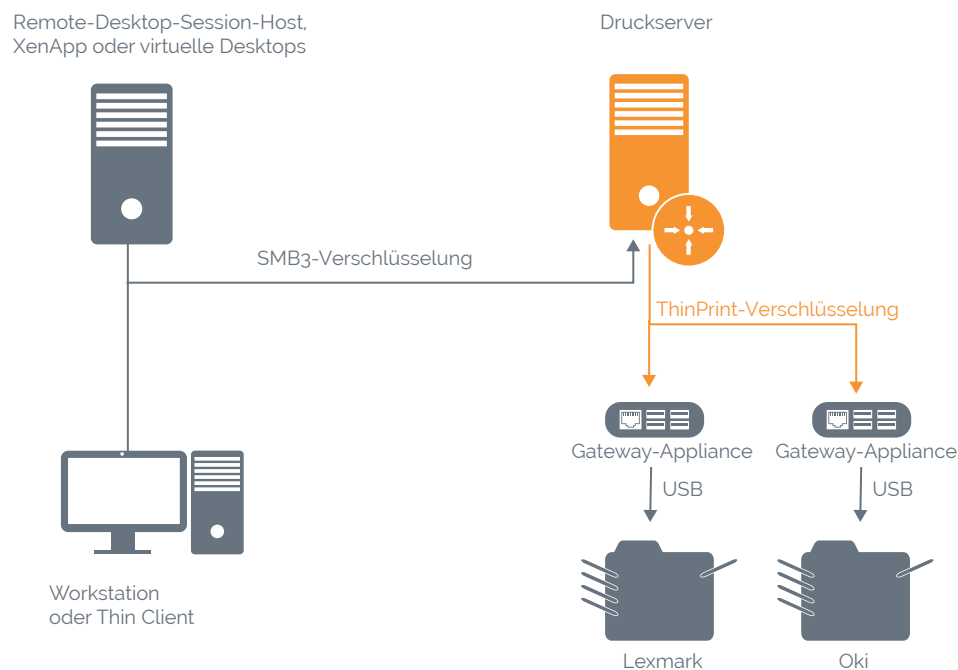 Remote-Desktop-Session-Host,
XenApp oder virtuelle Desktops
Druckserver
SMB3-Verschlüsselung
ThinPrint-Verschlüsselung
Gateway-Appliance
Gateway-Appliance
USB
USB
Workstation
oder Thin Client
Lexmark
Oki